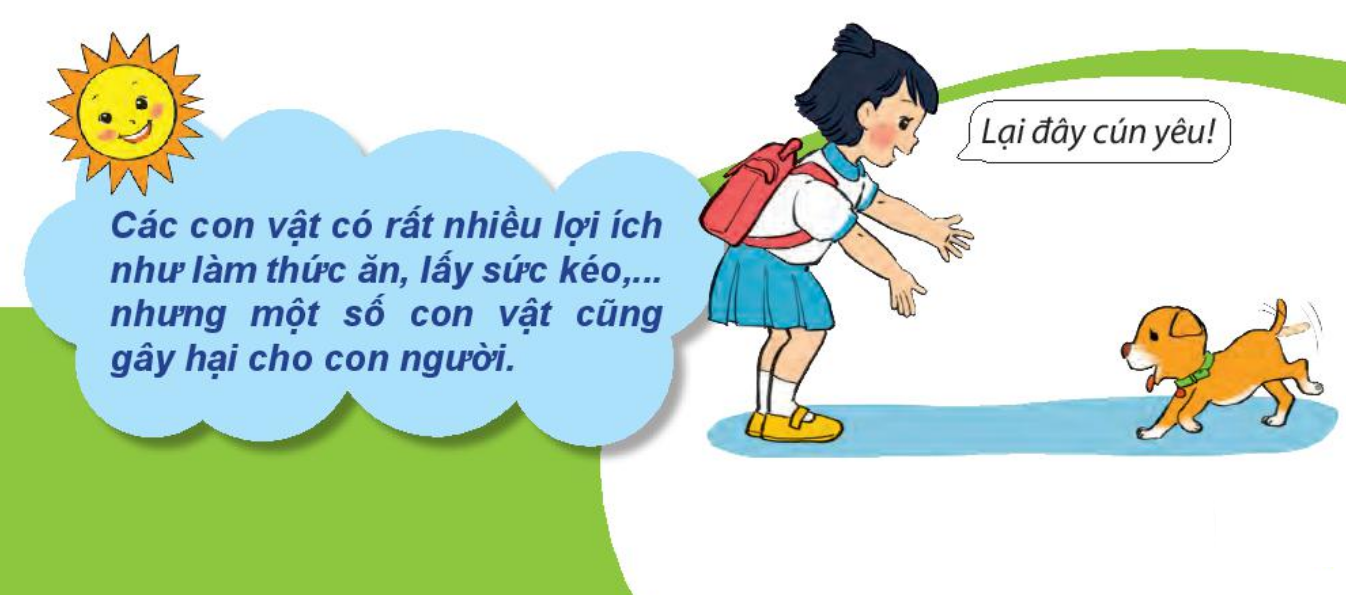 Các con vật có rất nhiều lợi ích
như làm thức ăn, lấy sức kéo,...
nhưng một số con vật cũng
gây hại cho con người.
Lại đây cún yêu!